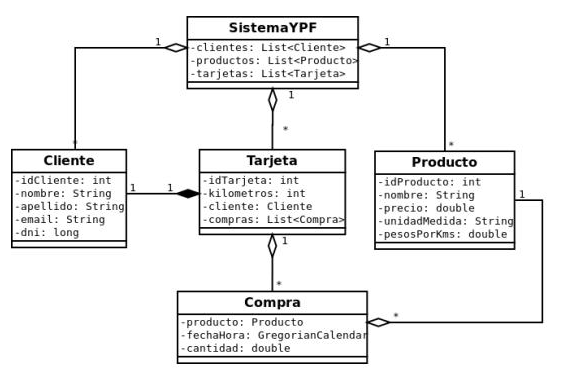 SistemaYPF
-clientes: List<Cliente>
-productos: List<Producto>
-tarjetas: List<Tarjeta>
1
1
1
*
*
*
Cliente
-idCliente: int
-nombre: String
-apellido: String
-email: String
-dni: long
1
1
Tarjeta
-idTarjeta: int
-kilometros: int
-cliente: Cliente
-compras: List<Compra>
Producto
-idProducto: int
-nombre: String
-precio: double
-unidadMedida: String
-pesosPorKms: double
1
1
*
Compra
-producto: Producto
-fechaHora: GregorianCalendar
-cantidad: double
*